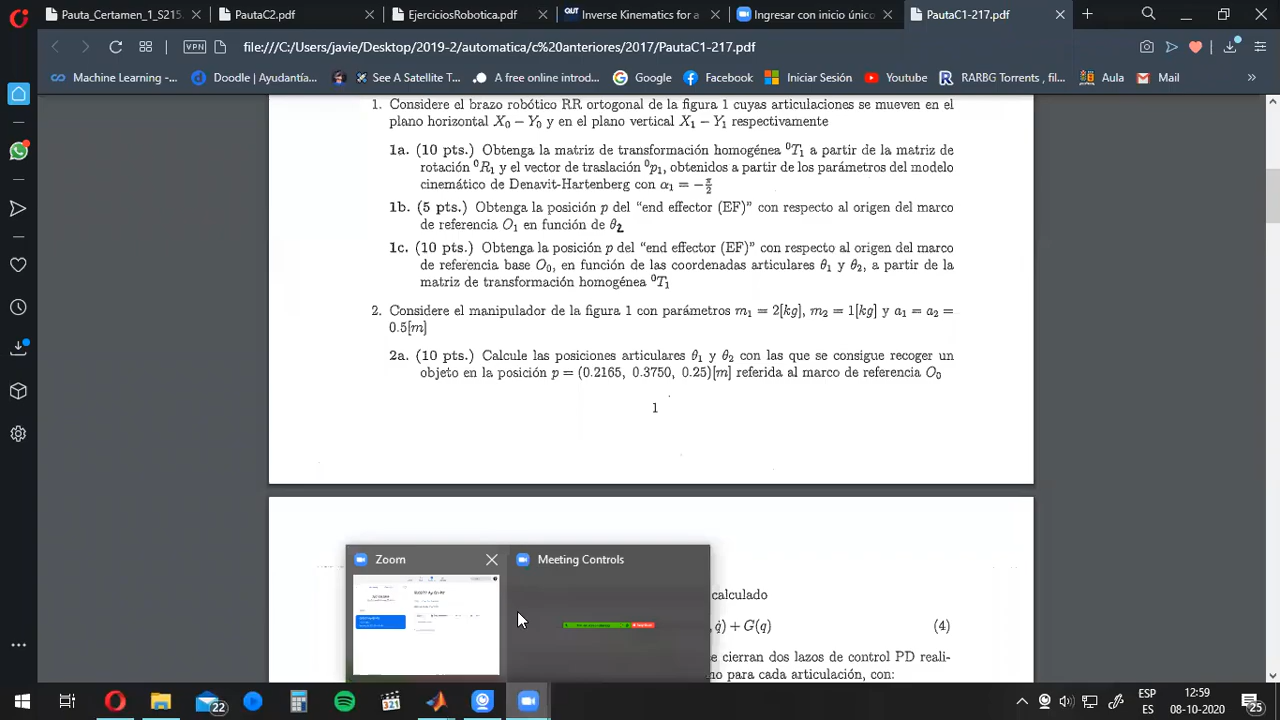 Pauta_Certamen_1_S215
PautaC2.pdf
EjerciciosRobotica.pdf
QUT Inverse Kinematics for a
Ingresar con inicio único
PautaC1-217.pdf
VPN
file:///C:/Users/javie/Desktop/2019-2/automatica/c%20anteriores/2017/PautaC1-217.pdf
Machine Learning -...
Doodle | Ayudantía...
See A Satellite T...
A free online introd...
Google
Facebook
Iniciar Sesión
Youtube
RARBG Torrents , fil...
Aula
Mail
»
1. Considere el brazo robótico RR ortogonal de la figura 1 cuyas articulaciones se mueven en el
plano horizontal X₀ − Y₀ y en el plano vertical X₁ − Y₁ respectivamente
1a. (10 pts.) Obtenga la matriz de transformación homogénea ⁰T₁ a partir de la matriz de
rotación ⁰R₁ y el vector de traslación ⁰p₁, obtenidos a partir de los parámetros del modelo
cinemático de Denavit-Hartenberg con α₁ = −π/2
1b. (5 pts.) Obtenga la posición p del "end effector (EF)" con respecto al origen del marco
de referencia O₁ en función de θ₂
1c. (10 pts.) Obtenga la posición p del "end effector (EF)" con respecto al origen del marco
de referencia base O₀, en función de las coordenadas articulares θ₁ y θ₂, a partir de la
matriz de transformación homogénea ⁰T₁
2. Considere el manipulador de la figura 1 con parámetros m₁ = 2[kg], m₂ = 1[kg] y a₁ = a₂ =
0.5[m]
2a. (10 pts.) Calcule las posiciones articulares θ₁ y θ₂ con las que se consigue recoger un
objeto en la posición p = (0.2165, 0.3750, 0.25)[m] referida al marco de referencia O₀
1
Zoom
Meeting Controls
calculado
, q̇) + G(q) (4)
e cierran dos lazos de control PD reali-
no para cada articulación, con:
22
321
ESP
ES
12:59
08-10-2020
25